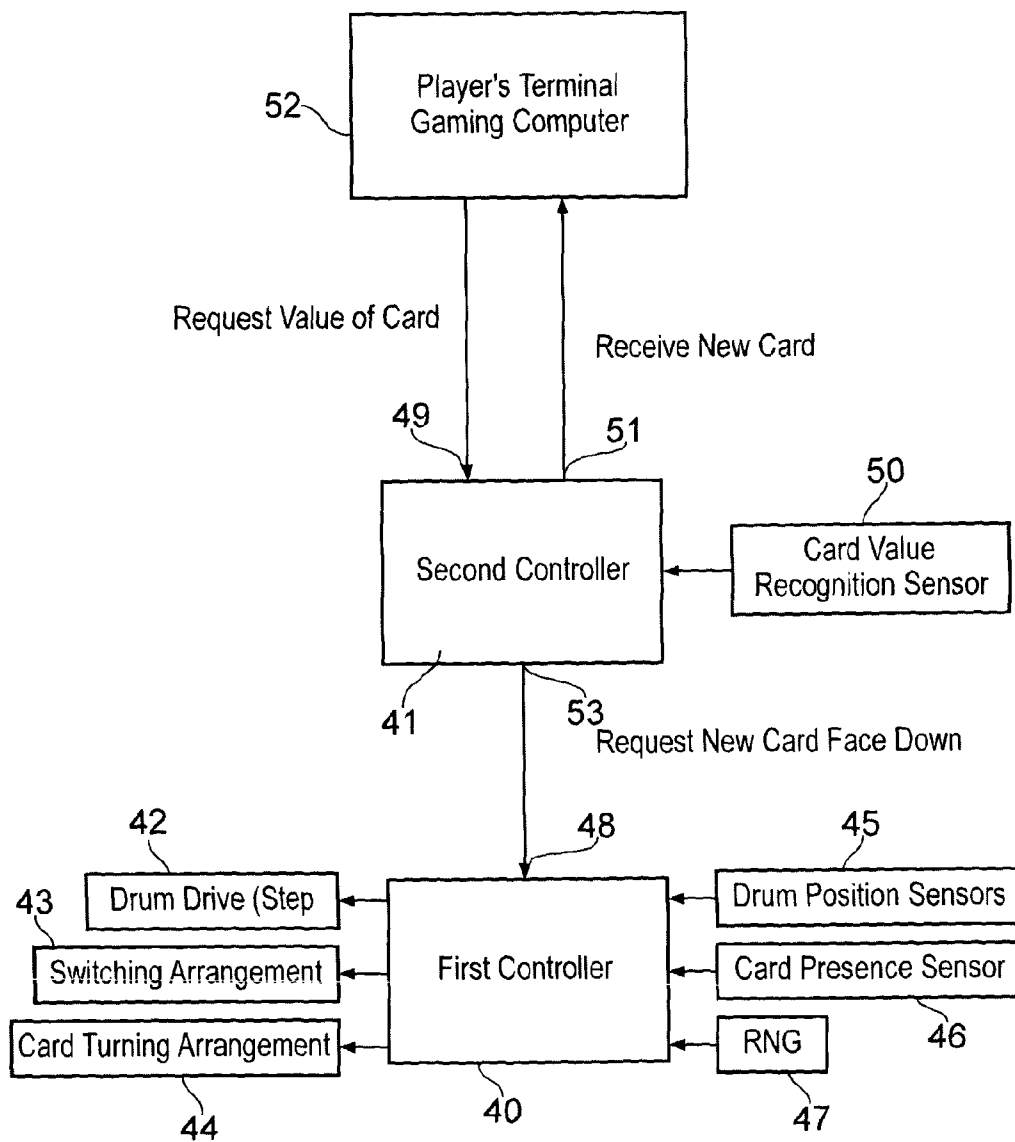 52
Player's Terminal
Gaming Computer
Request Value of Card
Receive New Card
49
51
50
Second Controller
Card Value
Recognition Sensor
41
53
Request New Card Face Down
42
48
45
Drum Drive (Step
Drum Position Sensors
43
Switching Arrangement
First Controller
Card Presence Sensor
46
Card Turning Arrangement
RNG
44
40
47